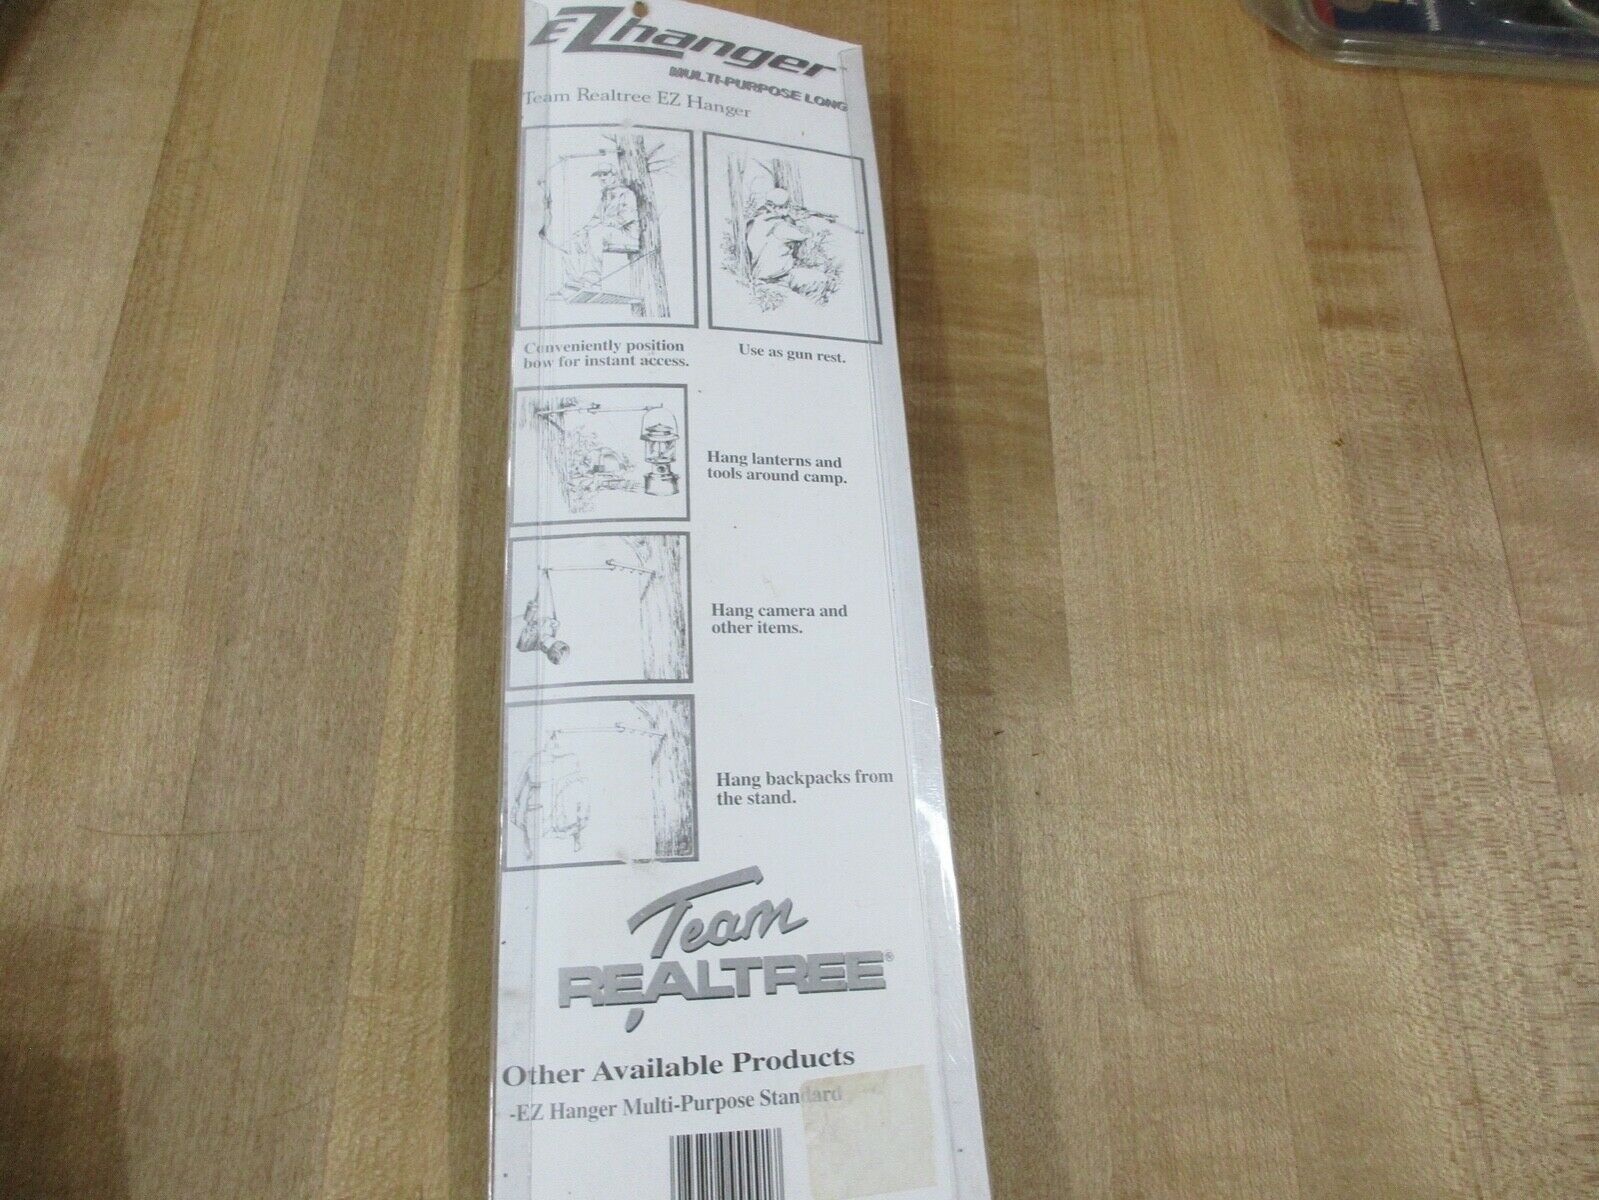 EZhanger™
MULTI-PURPOSE LONG
Team Realtree EZ Hanger
Conveniently position
bow for instant access.
Use as gun rest.
Hang lanterns and
tools around camp.
Hang camera and
other items.
Hang backpacks from
the stand.
Team
REALTREE®
Other Available Products
-EZ Hanger Multi-Purpose Standard